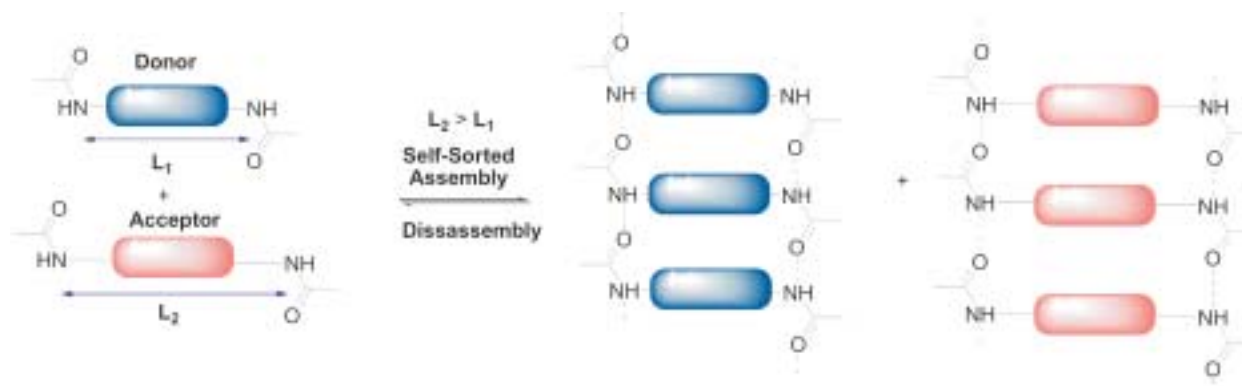 O
Donor
HN
NH
L1
O
+
O
Acceptor
HN
NH
L2
O
L2 > L1
Self-Sorted
Assembly
Dissassembly
O
NH
NH
O
O
NH
NH
O
O
NH
NH
O
+
O
NH
NH
O
O
NH
NH
O
O
NH
NH
O